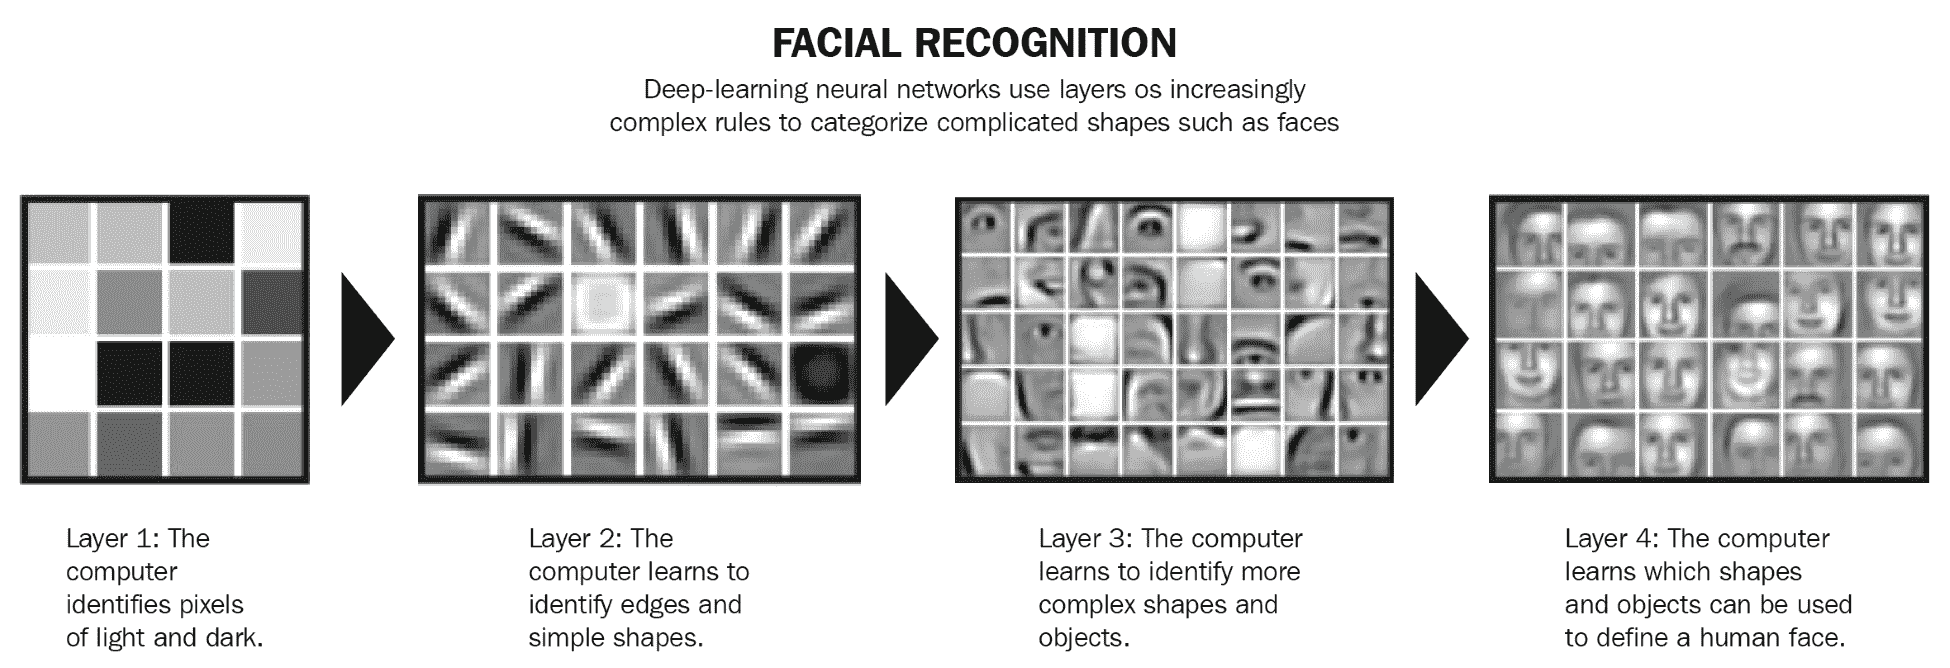 FACIAL RECOGNITION
Deep-learning neural networks use layers os increasingly
complex rules to categorize complicated shapes such as faces
Layer 1: The
computer
identifies pixels
of light and dark.
Layer 2: The
computer learns to
identify edges and
simple shapes.
Layer 3: The computer
learns to identify more
complex shapes and
objects.
Layer 4: The computer
learns which shapes
and objects can be used
to define a human face.